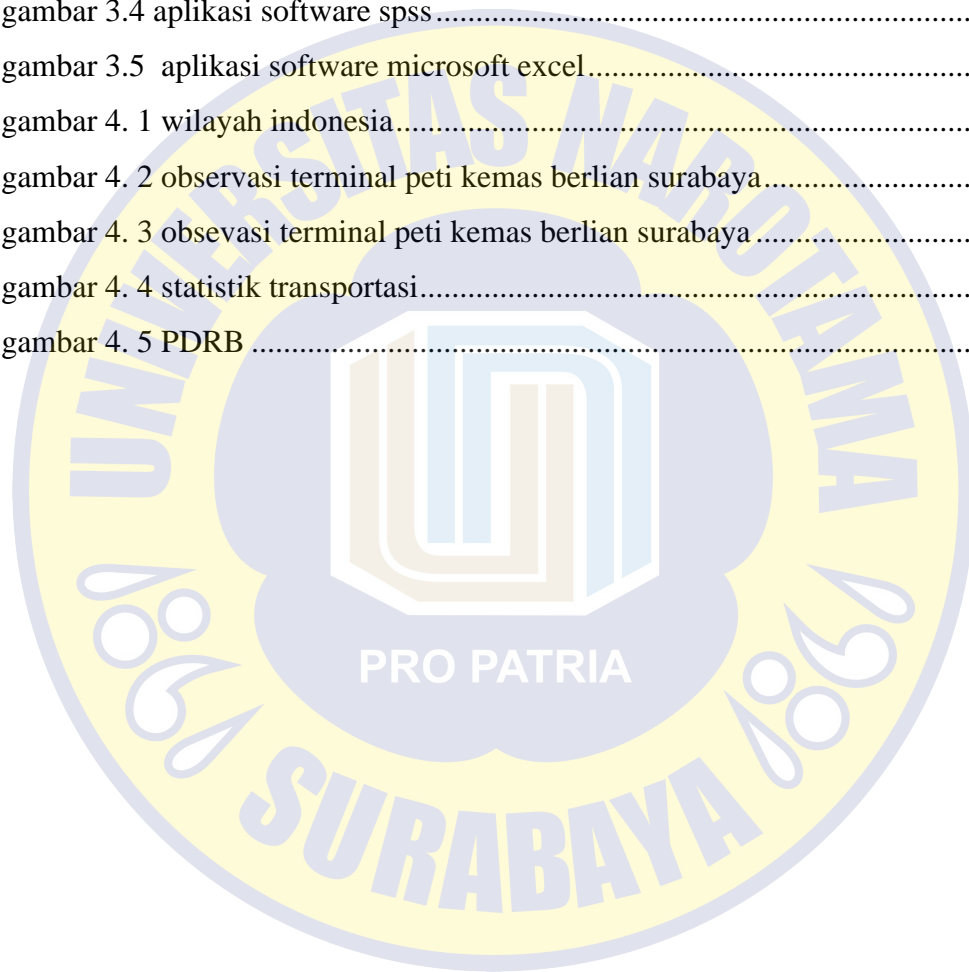 gambar 3.4 aplikasi software spss........................................................................
gambar 3.5  aplikasi software microsoft excel....................................................
gambar 4. 1 wilayah indonesia.............................................................................
gambar 4. 2 observasi terminal peti kemas berlian surabaya...........................
gambar 4. 3 obsevasi terminal peti kemas berlian surabaya ............................
gambar 4. 4 statistik transportasi..........................................................................
gambar 4. 5 PDRB ................................................................................................
UNIVERSITAS NAROTAMA
PRO PATRIA
SURABAYA